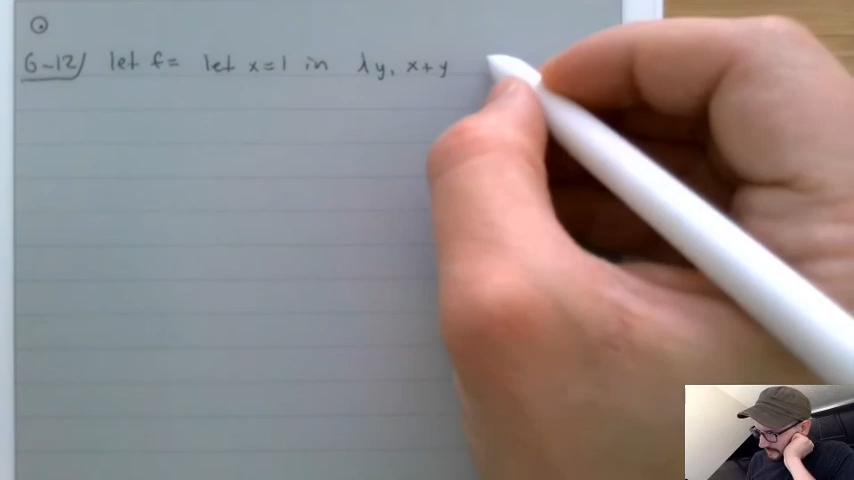 6-12/ let f = let x=1 in λy. x+y